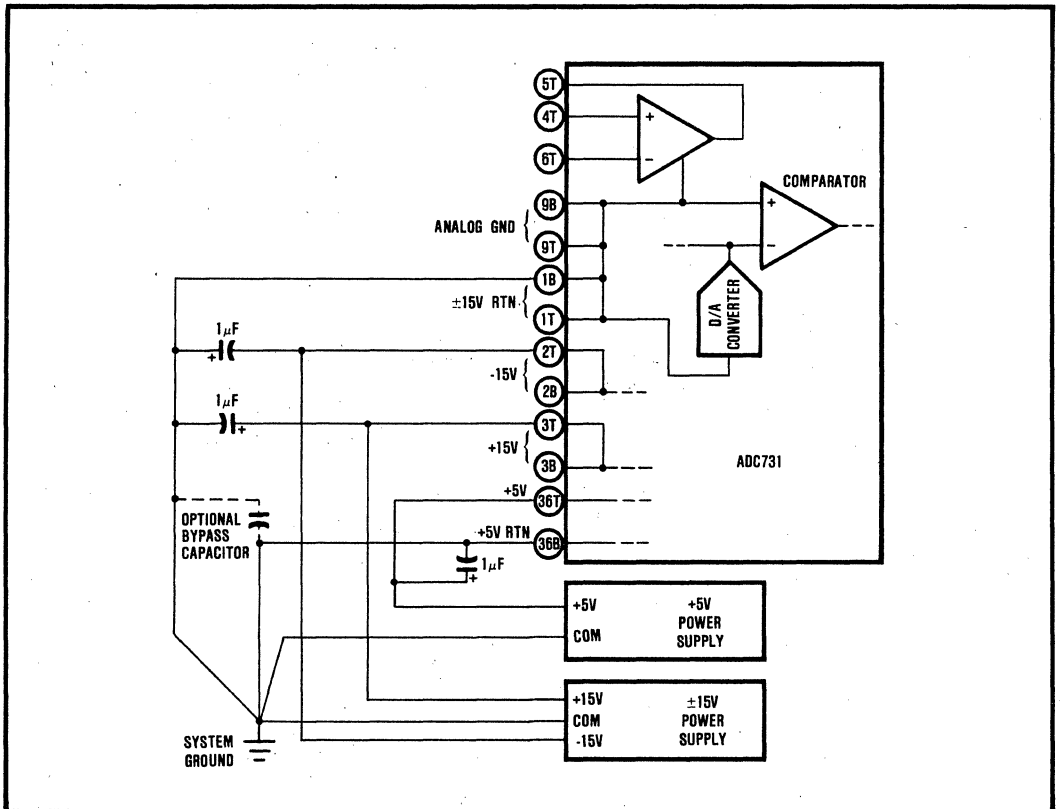 5T
4T
+
6T
−
COMPARATOR
9B
+
ANALOG GND
9T
−
1B
±15V RTN
1T
D/A
CONVERTER
1µF
+
2T
-15V
2B
1µF
+
3T
+15V
3B
ADC731
+5V
36T
OPTIONAL
BYPASS
CAPACITOR
+5V RTN
36B
1µF
+
+5V
COM
+5V
POWER
SUPPLY
+15V
COM
-15V
±15V
POWER
SUPPLY
SYSTEM
GROUND